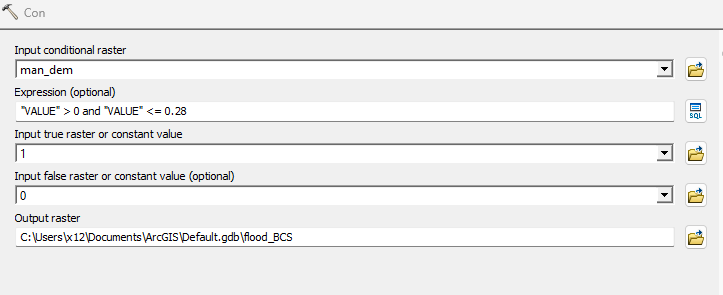 Con
Input conditional raster
man_dem
Expression (optional)
"VALUE" > 0 and "VALUE" <= 0.28
SQL
Input true raster or constant value
1
Input false raster or constant value (optional)
0
Output raster
C:\Users\x12\Documents\ArcGIS\Default.gdb\flood_BCS